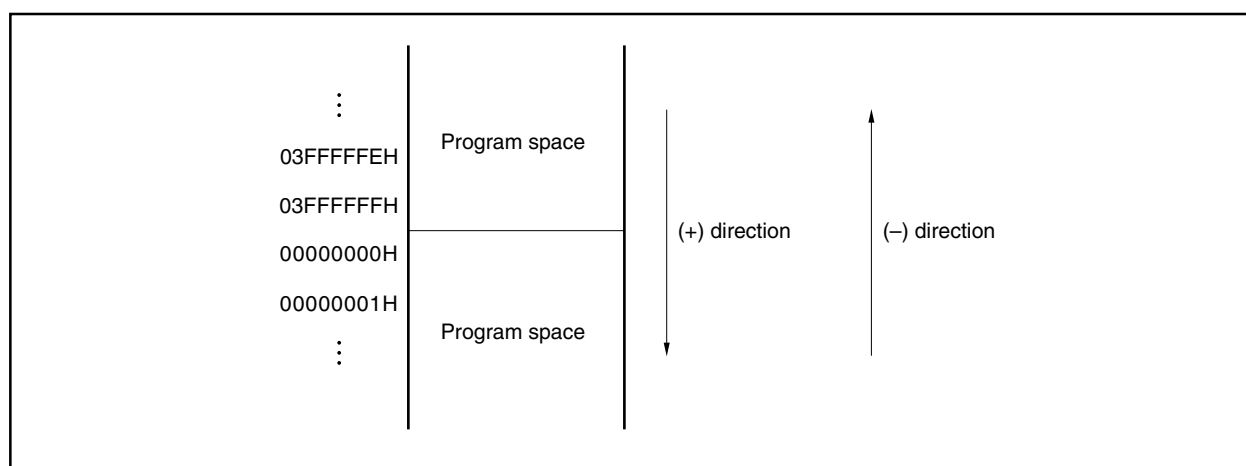 ⋮
03FFFFFEH
03FFFFFFH
00000000H
00000001H
⋮
Program space
Program space
(+) direction
(–) direction